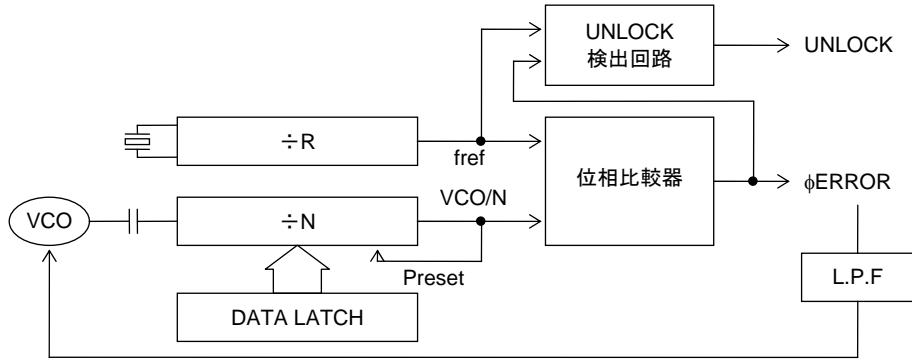 UNLOCK
検出回路
UNLOCK
÷R
fref
位相比較器
φERROR
VCO
÷N
VCO/N
Preset
DATA LATCH
L.P.F